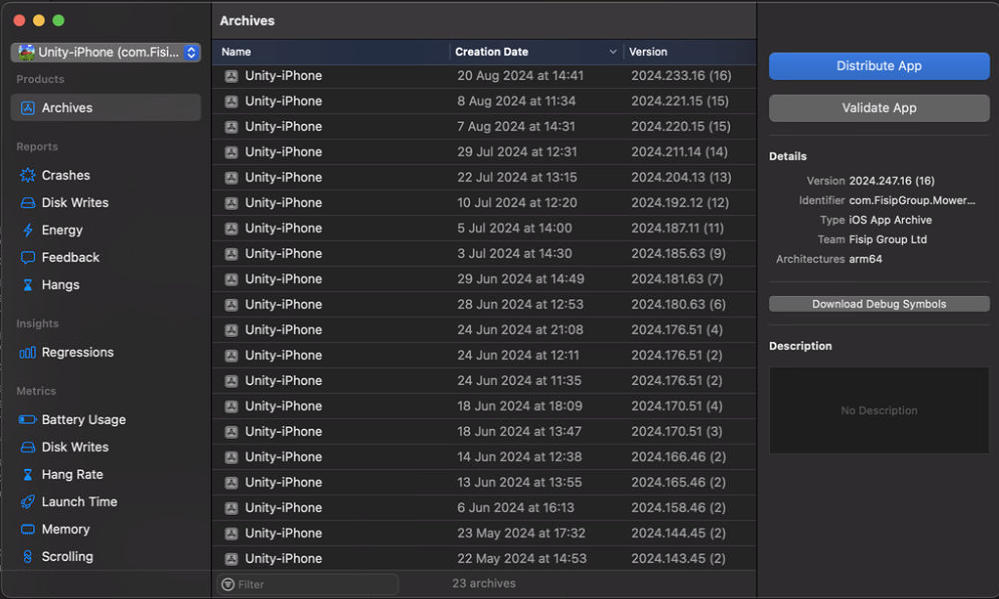 Archives
Unity-iPhone (com.Fisi...
Products
Archives
Reports
Crashes
Disk Writes
Energy
Feedback
Hangs
Insights
Regressions
Metrics
Battery Usage
Disk Writes
Hang Rate
Launch Time
Memory
Scrolling
Name Creation Date Version
Unity-iPhone 20 Aug 2024 at 14:41 2024.233.16 (16)
Unity-iPhone 8 Aug 2024 at 11:34 2024.221.15 (15)
Unity-iPhone 7 Aug 2024 at 14:31 2024.220.15 (15)
Unity-iPhone 29 Jul 2024 at 12:31 2024.211.14 (14)
Unity-iPhone 22 Jul 2024 at 13:15 2024.204.13 (13)
Unity-iPhone 10 Jul 2024 at 12:20 2024.192.12 (12)
Unity-iPhone 5 Jul 2024 at 14:00 2024.187.11 (11)
Unity-iPhone 3 Jul 2024 at 14:30 2024.185.63 (9)
Unity-iPhone 29 Jun 2024 at 14:49 2024.181.63 (7)
Unity-iPhone 28 Jun 2024 at 12:53 2024.180.63 (6)
Unity-iPhone 24 Jun 2024 at 21:08 2024.176.51 (4)
Unity-iPhone 24 Jun 2024 at 12:11 2024.176.51 (2)
Unity-iPhone 24 Jun 2024 at 11:35 2024.176.51 (2)
Unity-iPhone 18 Jun 2024 at 18:09 2024.170.51 (4)
Unity-iPhone 18 Jun 2024 at 13:47 2024.170.51 (3)
Unity-iPhone 14 Jun 2024 at 12:38 2024.166.46 (2)
Unity-iPhone 13 Jun 2024 at 13:55 2024.165.46 (2)
Unity-iPhone 6 Jun 2024 at 16:13 2024.158.46 (2)
Unity-iPhone 23 May 2024 at 17:32 2024.144.45 (2)
Unity-iPhone 22 May 2024 at 14:53 2024.143.45 (2)
Filter
23 archives
Distribute App
Validate App
Details
Version 2024.247.16 (16)
Identifier com.FisipGroup.Mower...
Type iOS App Archive
Team Fisip Group Ltd
Architectures arm64
Download Debug Symbols
Description
No Description